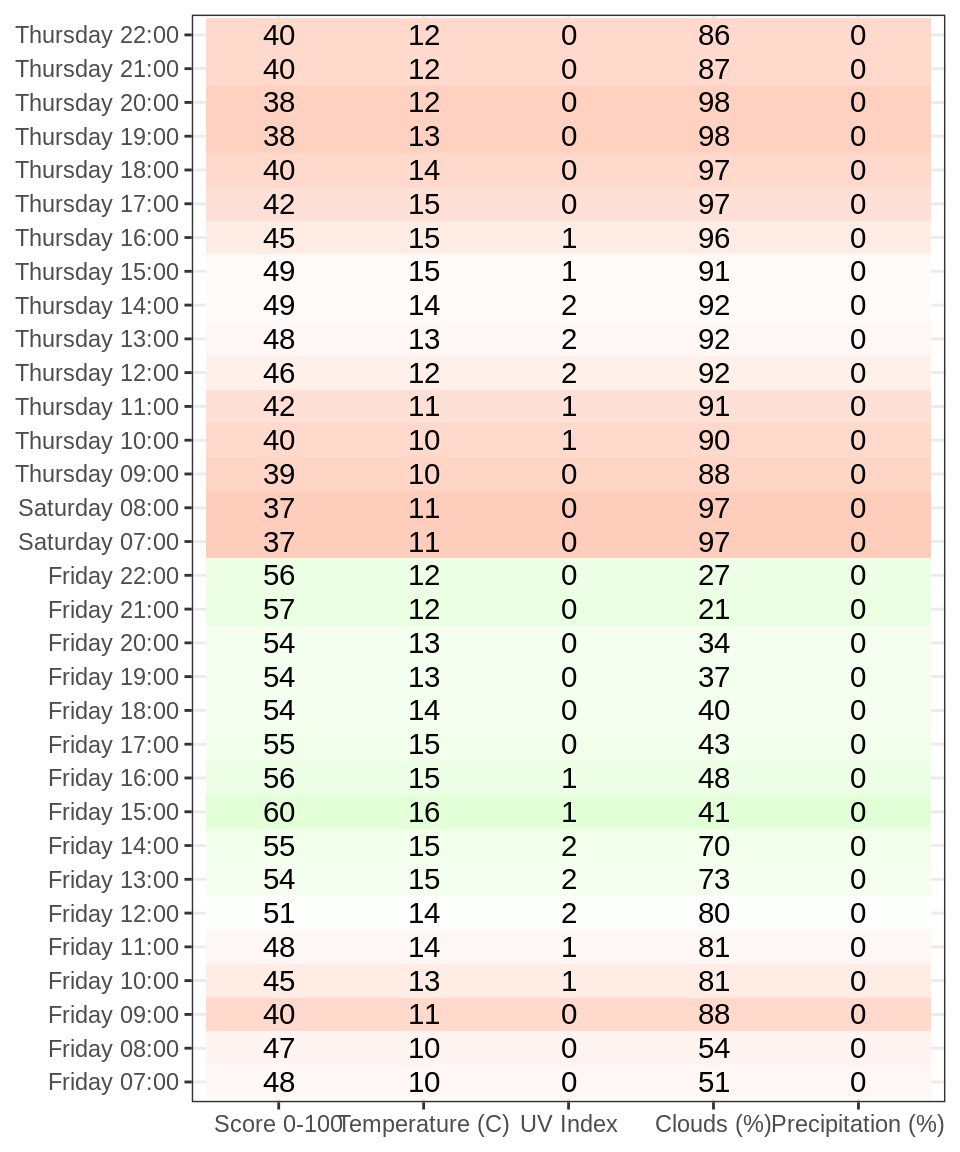 Thursday 22:00 40 12 0 86 0
Thursday 21:00 40 12 0 87 0
Thursday 20:00 38 12 0 98 0
Thursday 19:00 38 13 0 98 0
Thursday 18:00 40 14 0 97 0
Thursday 17:00 42 15 0 97 0
Thursday 16:00 45 15 1 96 0
Thursday 15:00 49 15 1 91 0
Thursday 14:00 49 14 2 92 0
Thursday 13:00 48 13 2 92 0
Thursday 12:00 46 12 2 92 0
Thursday 11:00 42 11 1 91 0
Thursday 10:00 40 10 1 90 0
Thursday 09:00 39 10 0 88 0
Saturday 08:00 37 11 0 97 0
Saturday 07:00 37 11 0 97 0
Friday 22:00 56 12 0 27 0
Friday 21:00 57 12 0 21 0
Friday 20:00 54 13 0 34 0
Friday 19:00 54 13 0 37 0
Friday 18:00 54 14 0 40 0
Friday 17:00 55 15 0 43 0
Friday 16:00 56 15 1 48 0
Friday 15:00 60 16 1 41 0
Friday 14:00 55 15 2 70 0
Friday 13:00 54 15 2 73 0
Friday 12:00 51 14 2 80 0
Friday 11:00 48 14 1 81 0
Friday 10:00 45 13 1 81 0
Friday 09:00 40 11 0 88 0
Friday 08:00 47 10 0 54 0
Friday 07:00 48 10 0 51 0
Score 0-100 Temperature (C) UV Index Clouds (%) Precipitation (%)